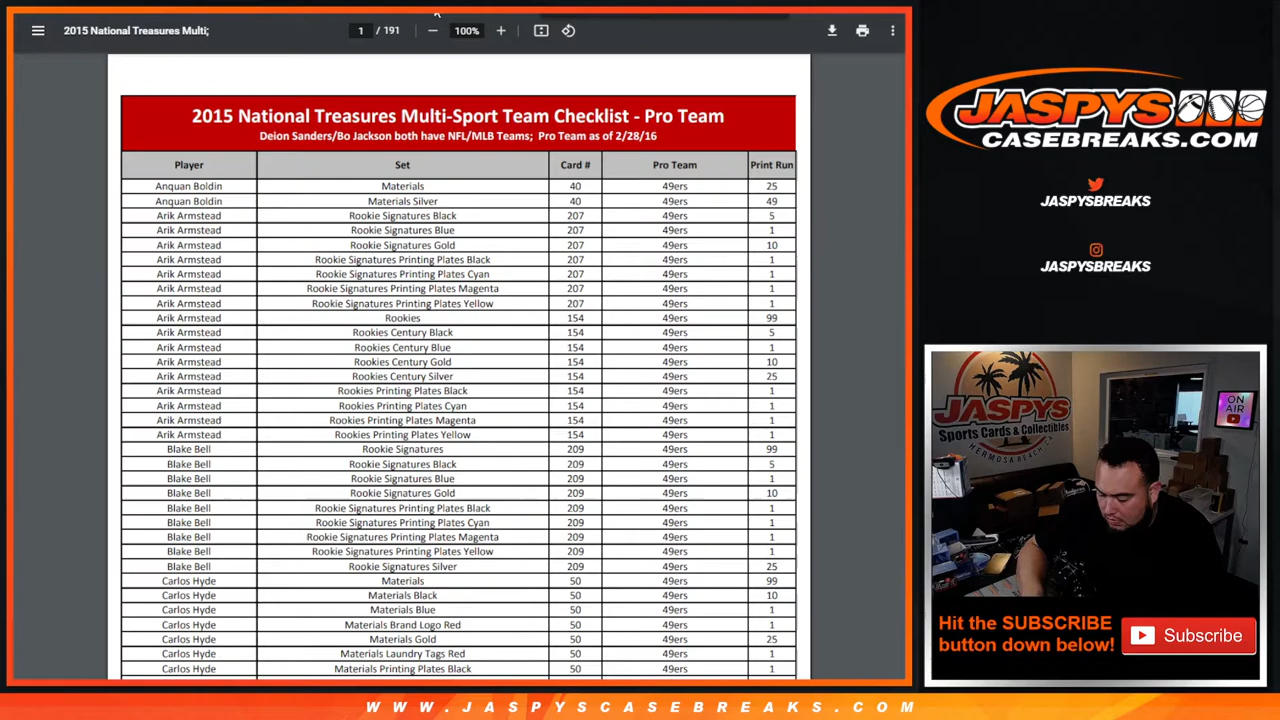 2015 National Treasures Multi;
1 / 191
100%
2015 National Treasures Multi-Sport Team Checklist - Pro Team
Deion Sanders/Bo Jackson both have NFL/MLB Teams; Pro Team as of 2/28/16
Player Set Card # Pro Team Print Run
Anquan Boldin Materials 40 49ers 25
Anquan Boldin Materials Silver 40 49ers 49
Arik Armstead Rookie Signatures Black 207 49ers 5
Arik Armstead Rookie Signatures Blue 207 49ers 1
Arik Armstead Rookie Signatures Gold 207 49ers 10
Arik Armstead Rookie Signatures Printing Plates Black 207 49ers 1
Arik Armstead Rookie Signatures Printing Plates Cyan 207 49ers 1
Arik Armstead Rookie Signatures Printing Plates Magenta 207 49ers 1
Arik Armstead Rookie Signatures Printing Plates Yellow 207 49ers 1
Arik Armstead Rookies 154 49ers 99
Arik Armstead Rookies Century Black 154 49ers 5
Arik Armstead Rookies Century Blue 154 49ers 1
Arik Armstead Rookies Century Gold 154 49ers 10
Arik Armstead Rookies Century Silver 154 49ers 25
Arik Armstead Rookies Printing Plates Black 154 49ers 1
Arik Armstead Rookies Printing Plates Cyan 154 49ers 1
Arik Armstead Rookies Printing Plates Magenta 154 49ers 1
Arik Armstead Rookies Printing Plates Yellow 154 49ers 1
Blake Bell Rookie Signatures 209 49ers 99
Blake Bell Rookie Signatures Black 209 49ers 5
Blake Bell Rookie Signatures Blue 209 49ers 1
Blake Bell Rookie Signatures Gold 209 49ers 10
Blake Bell Rookie Signatures Printing Plates Black 209 49ers 1
Blake Bell Rookie Signatures Printing Plates Cyan 209 49ers 1
Blake Bell Rookie Signatures Printing Plates Magenta 209 49ers 1
Blake Bell Rookie Signatures Printing Plates Yellow 209 49ers 1
Blake Bell Rookie Signatures Silver 209 49ers 25
Carlos Hyde Materials 50 49ers 99
Carlos Hyde Materials Black 50 49ers 10
Carlos Hyde Materials Blue 50 49ers 1
Carlos Hyde Materials Brand Logo Red 50 49ers 1
Carlos Hyde Materials Gold 50 49ers 25
Carlos Hyde Materials Laundry Tags Red 50 49ers 1
Carlos Hyde Materials Printing Plates Black 50 49ers 1
JASPYS
CASEBREAKS.COM
JASPYSBREAKS
JASPYSBREAKS
JASPYS
Sports Cards & Collectibles
HERMOSA BEACH
ON
AIR
Hit the SUBSCRIBE
button down below!
Subscribe
WWW.JASPYSCASEBREAKS.COM